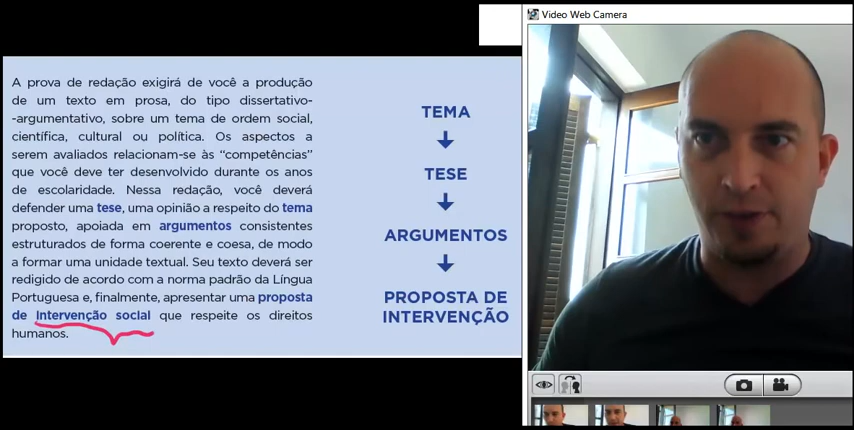 Video Web Camera
A prova de redação exigirá de você a produção
de um texto em prosa, do tipo dissertativo-
-argumentativo, sobre um tema de ordem social,
científica, cultural ou política. Os aspectos a
serem avaliados relacionam-se às “competências”
que você deve ter desenvolvido durante os anos
de escolaridade. Nessa redação, você deverá
defender uma tese, uma opinião a respeito do tema
proposto, apoiada em argumentos consistentes
estruturados de forma coerente e coesa, de modo
a formar uma unidade textual. Seu texto deverá ser
redigido de acordo com a norma padrão da Língua
Portuguesa e, finalmente, apresentar uma proposta
de intervenção social que respeite os direitos
humanos.
TEMA
TESE
ARGUMENTOS
PROPOSTA DE
INTERVENÇÃO